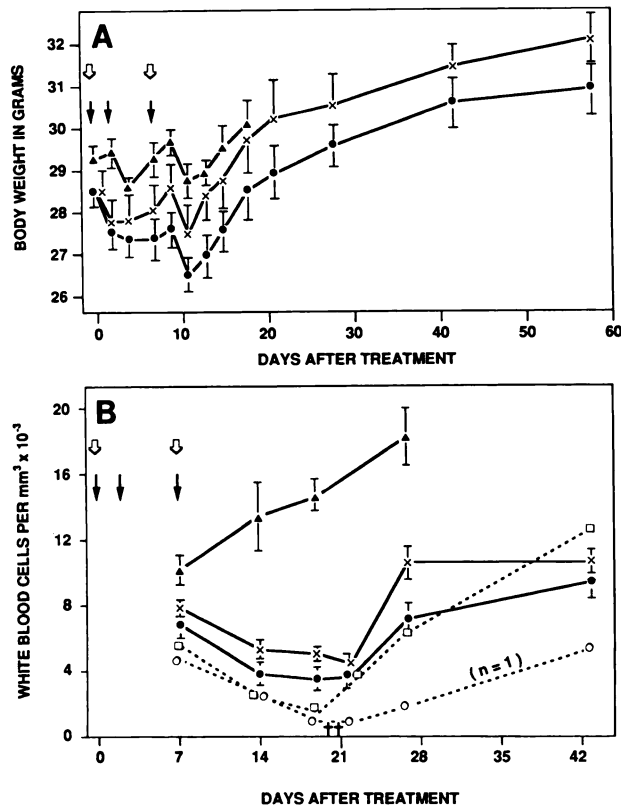 A
BODY WEIGHT IN GRAMS
32
31
30
29
28
27
26
0 10 20 30 40 50 60
DAYS AFTER TREATMENT
B
WHITE BLOOD CELLS PER mm³ x 10⁻³
20
16
12
8
4
0
(n = 1)
0 7 14 21 28 35 42
DAYS AFTER TREATMENT